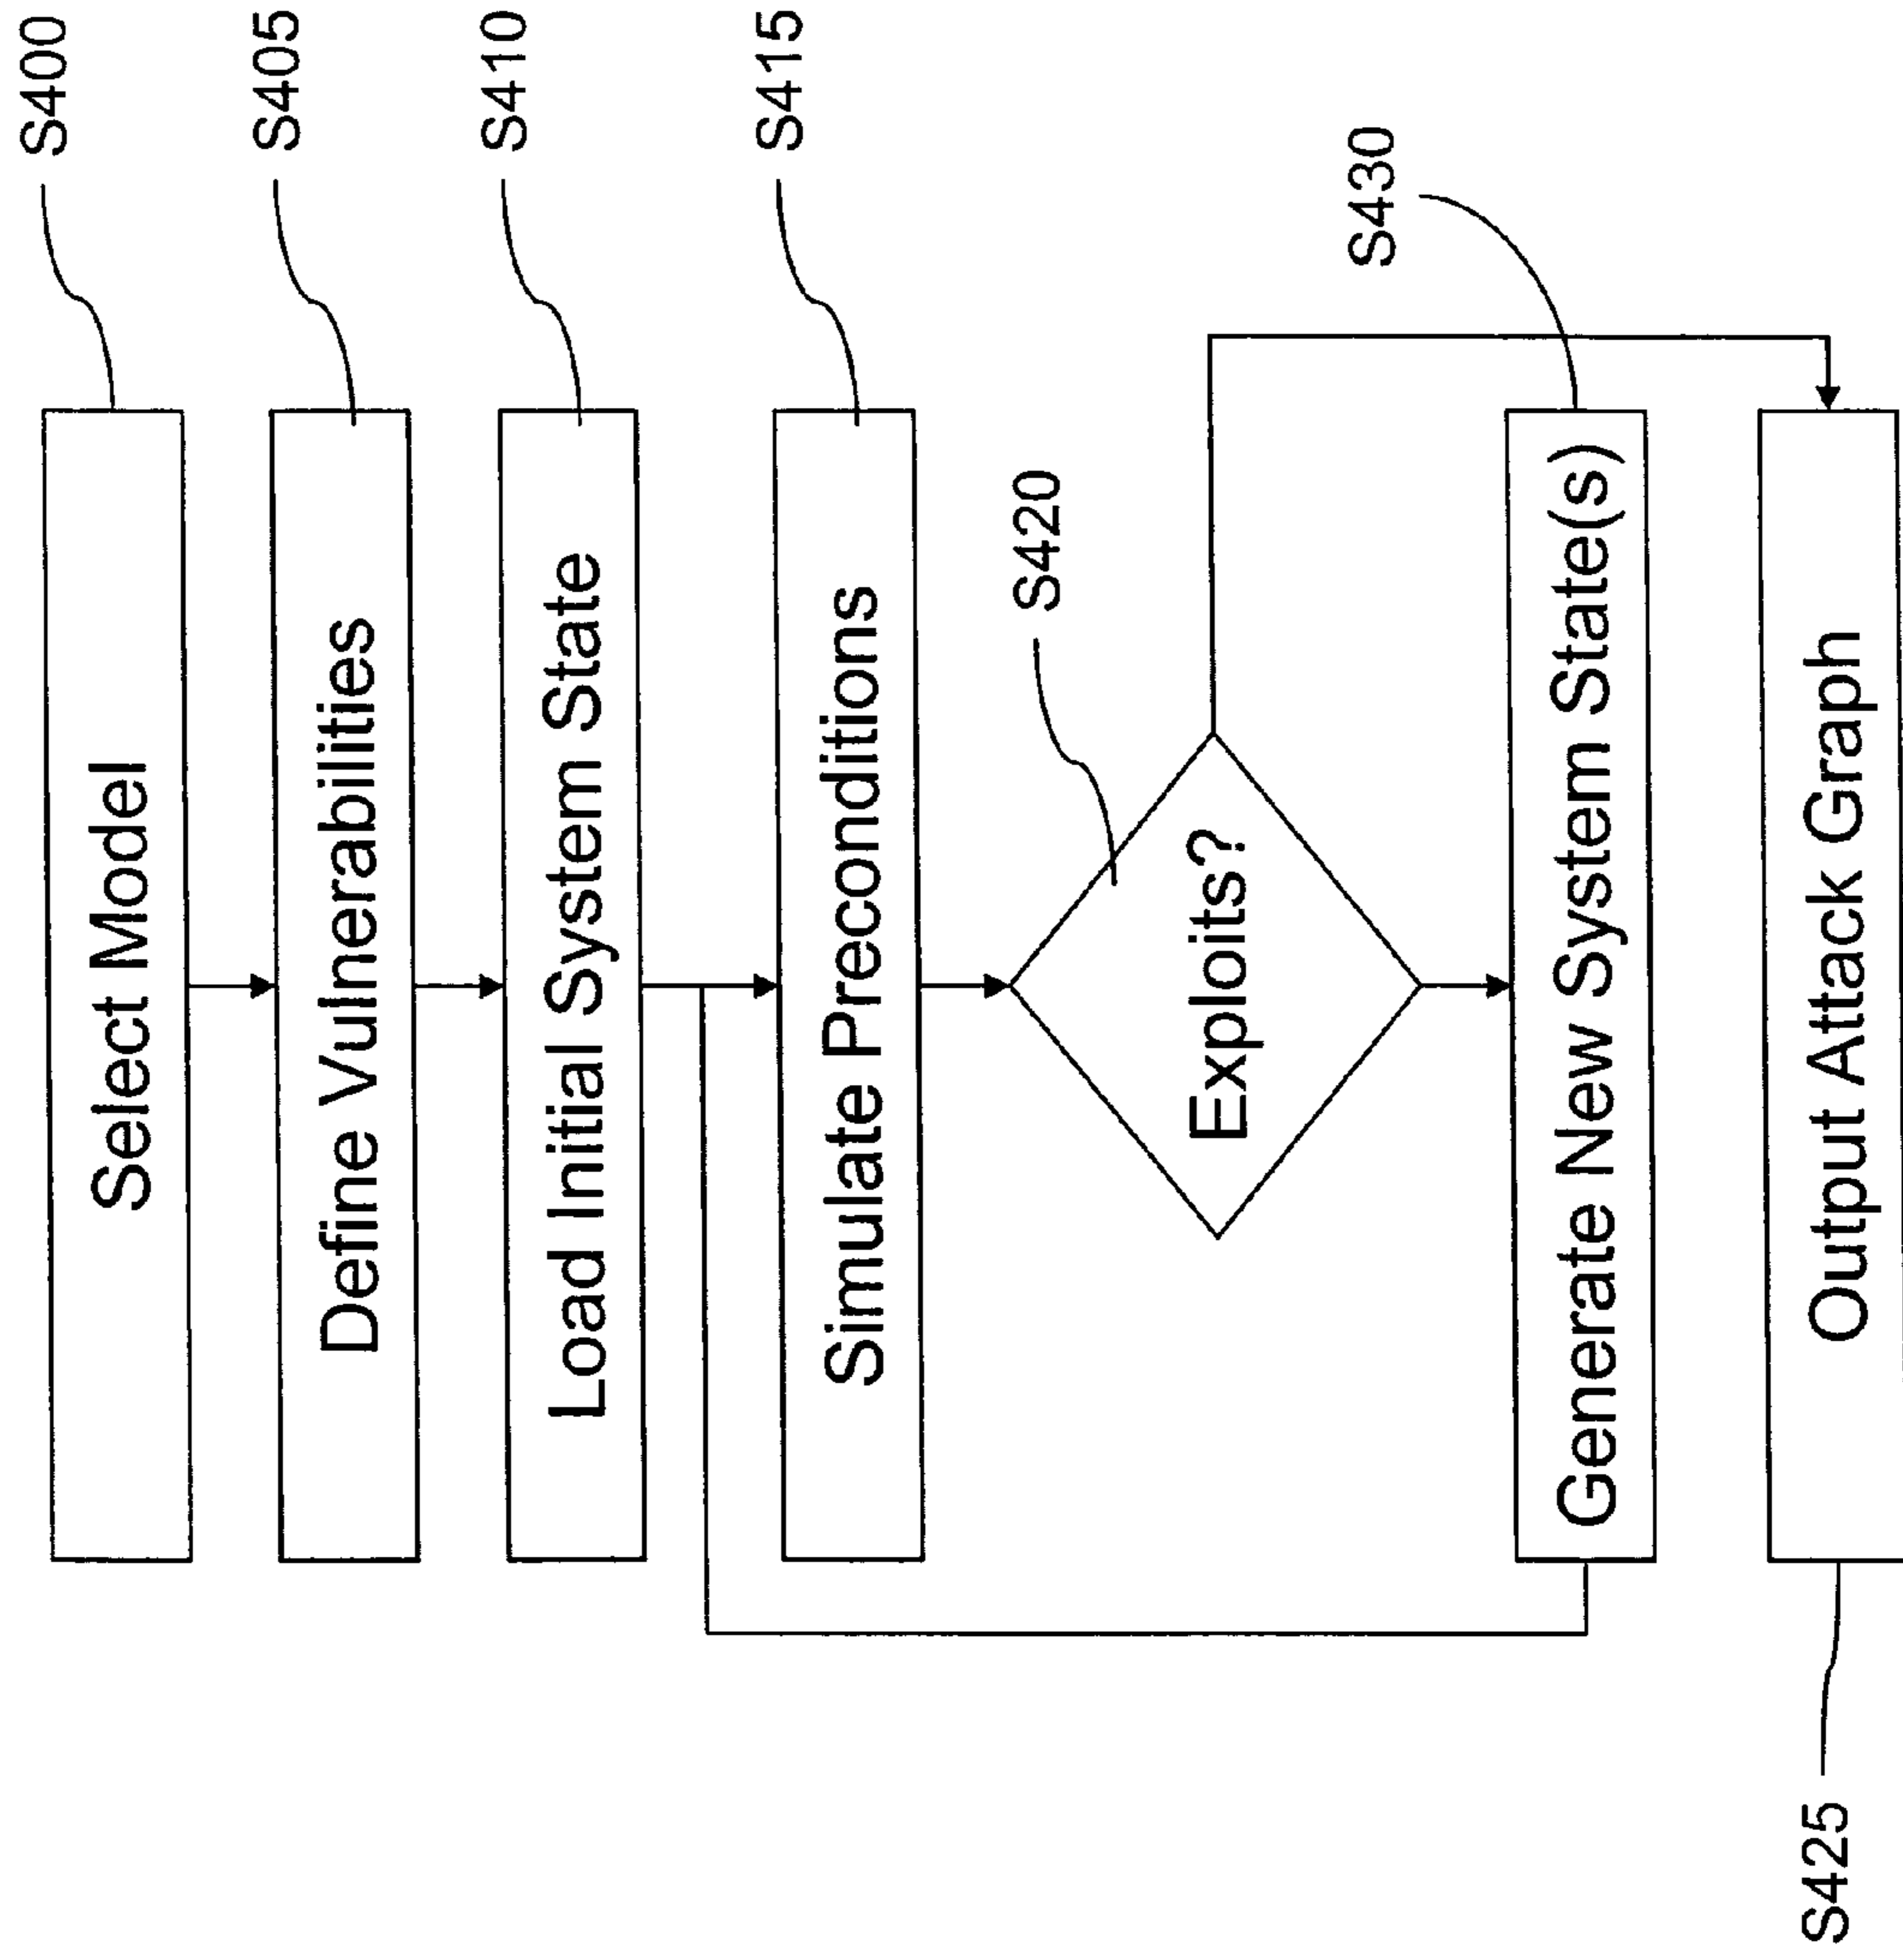 Select Model
S400
Define Vulnerabilities
S405
Load Initial System State
S410
Simulate Preconditions
S415
Exploits?
S420
Generate New System State(s)
S430
Output Attack Graph
S425